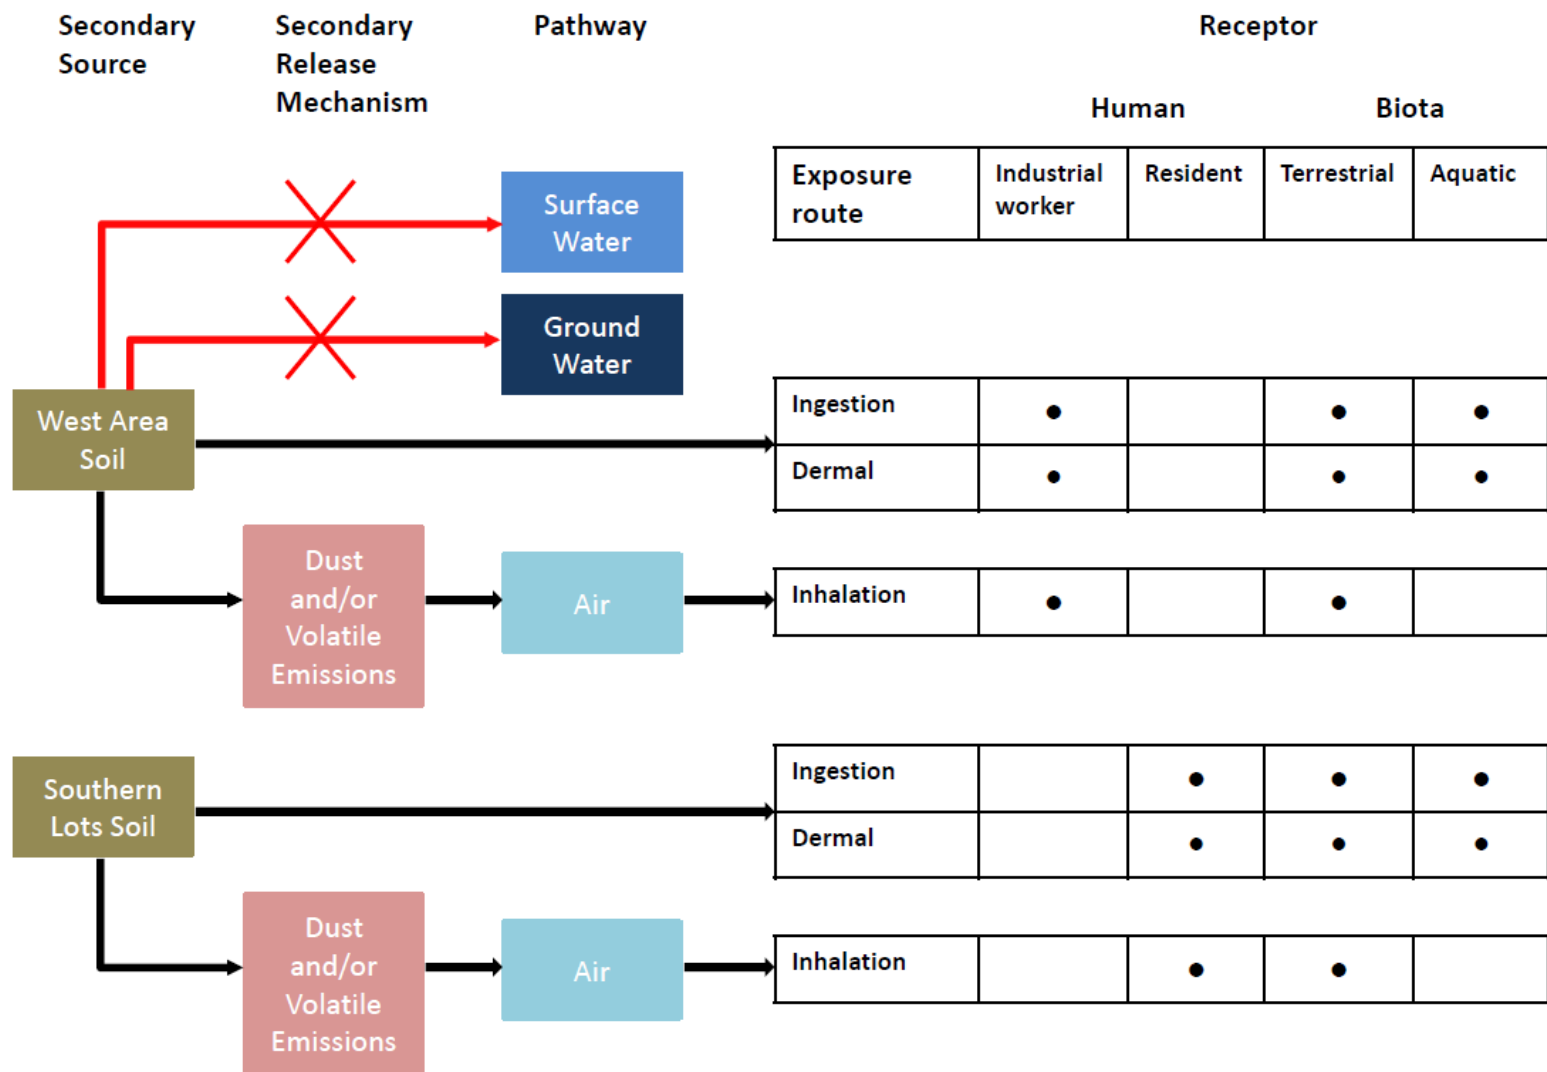 Secondary
Source
Secondary
Release
Mechanism
Pathway
Receptor
Human
Biota
Exposure
route
Industrial
worker
Resident
Terrestrial
Aquatic
Surface
Water
Ground
Water
West Area
Soil
Ingestion
Dermal
Dust
and/or
Volatile
Emissions
Air
Inhalation
Southern
Lots Soil
Ingestion
Dermal
Dust
and/or
Volatile
Emissions
Air
Inhalation